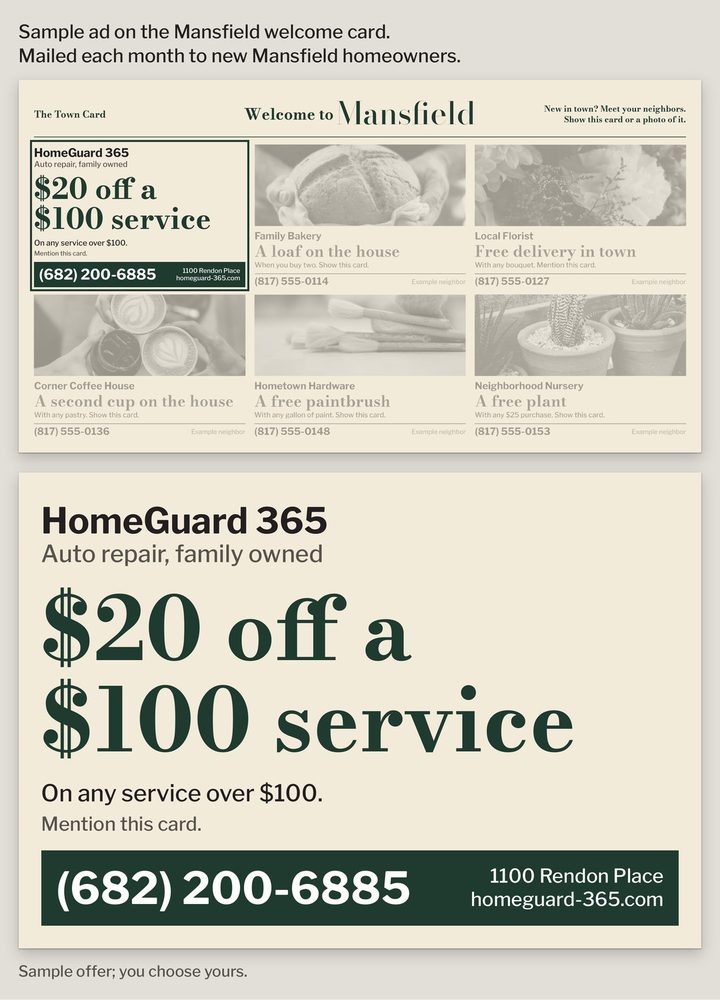 Sample ad on the Mansfield welcome card.
Mailed each month to new Mansfield homeowners.
The Town Card
Welcome to Mansfield
New in town? Meet your neighbors.
Show this card or a photo of it.
HomeGuard 365
Auto repair, family owned
$20 off a
$100 service
On any service over $100.
Mention this card.
(682) 200-6885
1100 Rendon Place
homeguard-365.com
Family Bakery
A loaf on the house
When you buy two. Show this card.
(817) 555-0114
Example neighbor
Local Florist
Free delivery in town
With any bouquet. Mention this card.
(817) 555-0127
Example neighbor
Corner Coffee House
A second cup on the house
With any pastry. Show this card.
(817) 555-0136
Example neighbor
Hometown Hardware
A free paintbrush
With any gallon of paint. Show this card.
(817) 555-0148
Example neighbor
Neighborhood Nursery
A free plant
With any $25 purchase. Show this card.
(817) 555-0153
Example neighbor
HomeGuard 365
Auto repair, family owned
$20 off a
$100 service
On any service over $100.
Mention this card.
(682) 200-6885
1100 Rendon Place
homeguard-365.com
Sample offer; you choose yours.